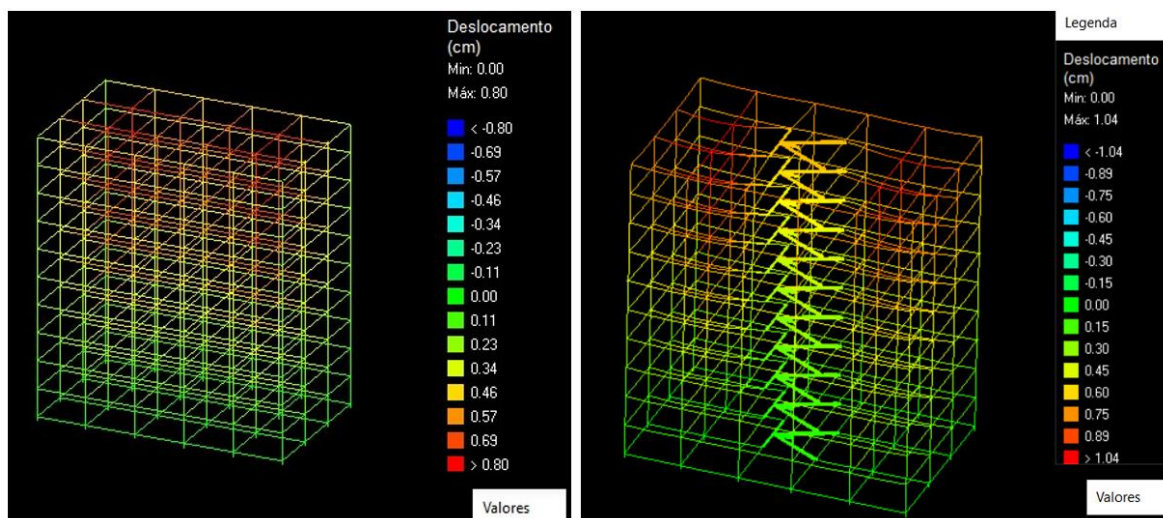 Deslocamento
(cm)
Min: 0.00
Máx: 0.80
< -0.80
-0.69
-0.57
-0.46
-0.34
-0.23
-0.11
0.00
0.11
0.23
0.34
0.46
0.57
0.69
> 0.80
Valores
Legenda
Deslocamento
(cm)
Min: 0.00
Máx: 1.04
< -1.04
-0.89
-0.75
-0.60
-0.45
-0.30
-0.15
0.00
0.15
0.30
0.45
0.60
0.75
0.89
> 1.04
Valores